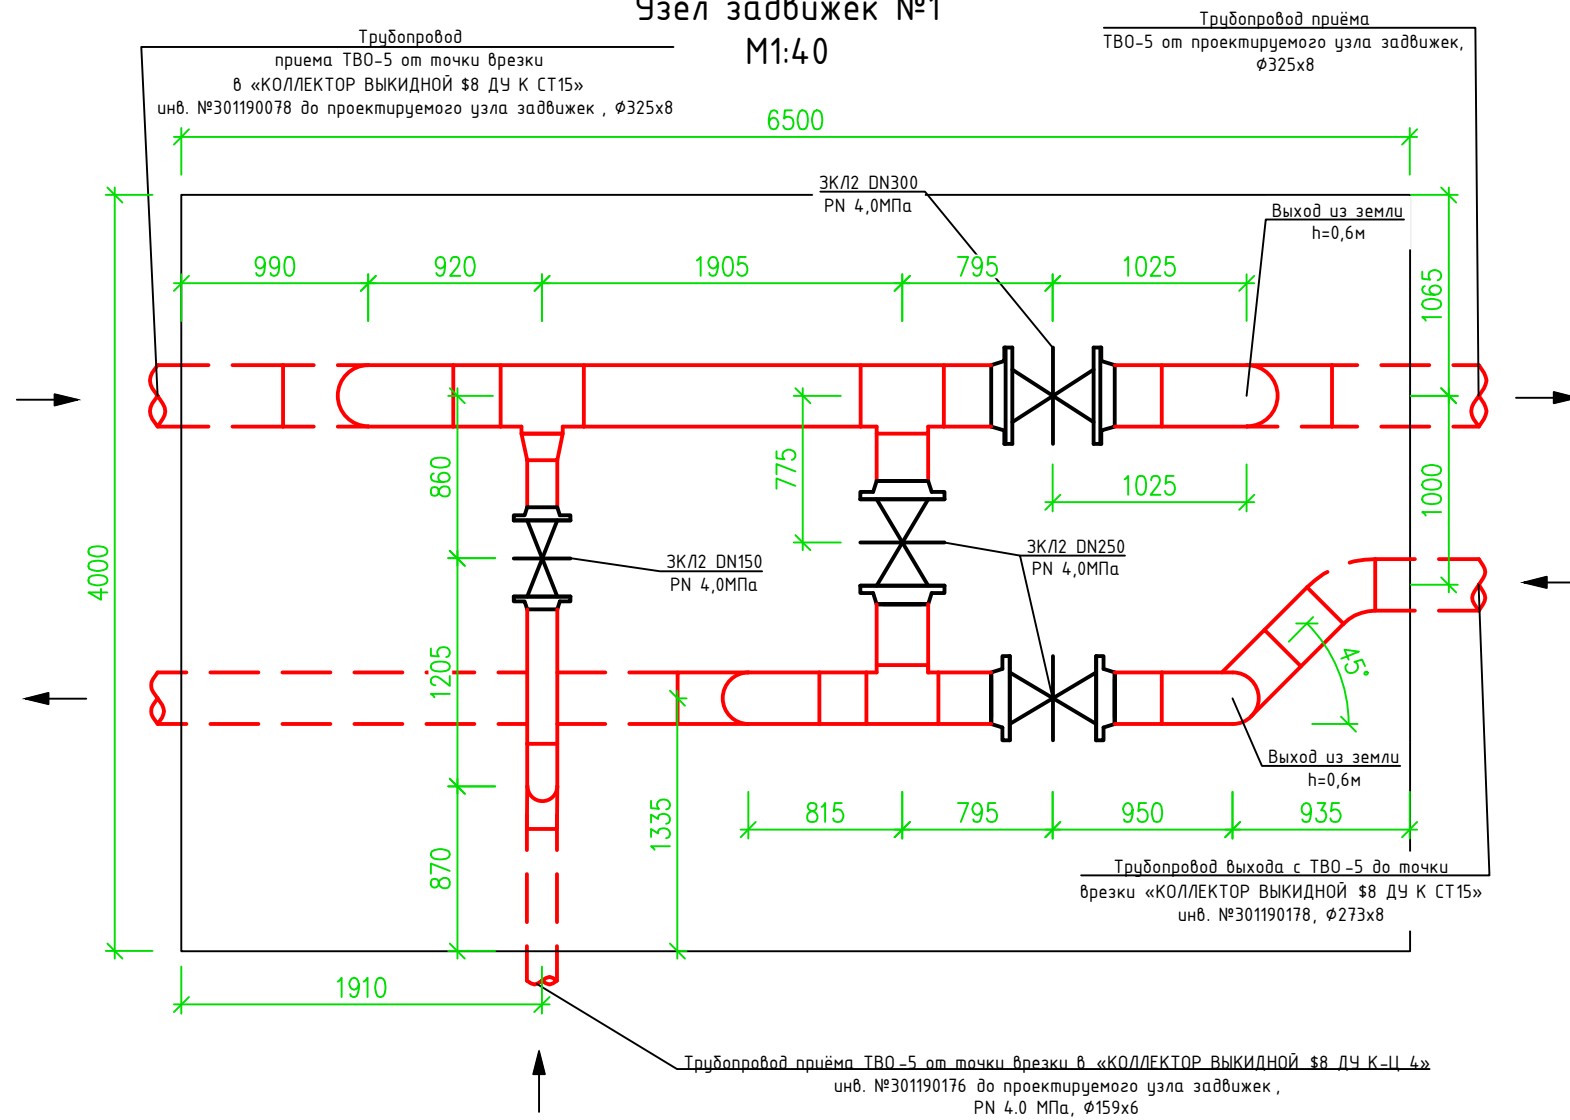 Узел задвижек №1
М1:40
Трубопровод
приема ТВО-5 от точки врезки
в «КОЛЛЕКТОР ВЫКИДНОЙ $8 ДУ К СТ15»
инв. №301190078 до проектируемого узла задвижек , Ф325х8
Трубопровод приёма
ТВО-5 от проектируемого узла задвижек,
Ф325х8
6500
ЗКЛ2 DN300
PN 4,0МПа
Выход из земли
h=0,6м
990
920
1905
795
1025
1065
860
775
1025
1000
4000
ЗКЛ2 DN150
PN 4,0МПа
ЗКЛ2 DN250
PN 4,0МПа
1205
45°
Выход из земли
h=0,6м
870
1335
815
795
950
935
Трубопровод выхода с ТВО-5 до точки
врезки «КОЛЛЕКТОР ВЫКИДНОЙ $8 ДУ К СТ15»
инв. №301190178, Ф273х8
1910
Трубопровод приёма ТВО-5 от точки врезки в «КОЛЛЕКТОР ВЫКИДНОЙ $8 ДУ К-Ц 4»
инв. №301190176 до проектируемого узла задвижек,
PN 4.0 МПа, Ф159х6